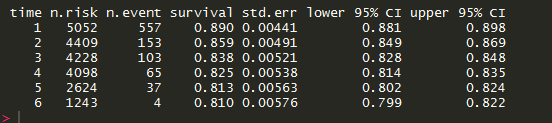 time n.risk n.event survival std.err lower 95% CI upper 95% CI
1 5052 557 0.890 0.00441 0.881 0.898
2 4409 153 0.859 0.00491 0.849 0.869
3 4228 103 0.838 0.00521 0.828 0.848
4 4098 65 0.825 0.00538 0.814 0.835
5 2624 37 0.813 0.00563 0.802 0.824
6 1243 4 0.810 0.00576 0.799 0.822
>